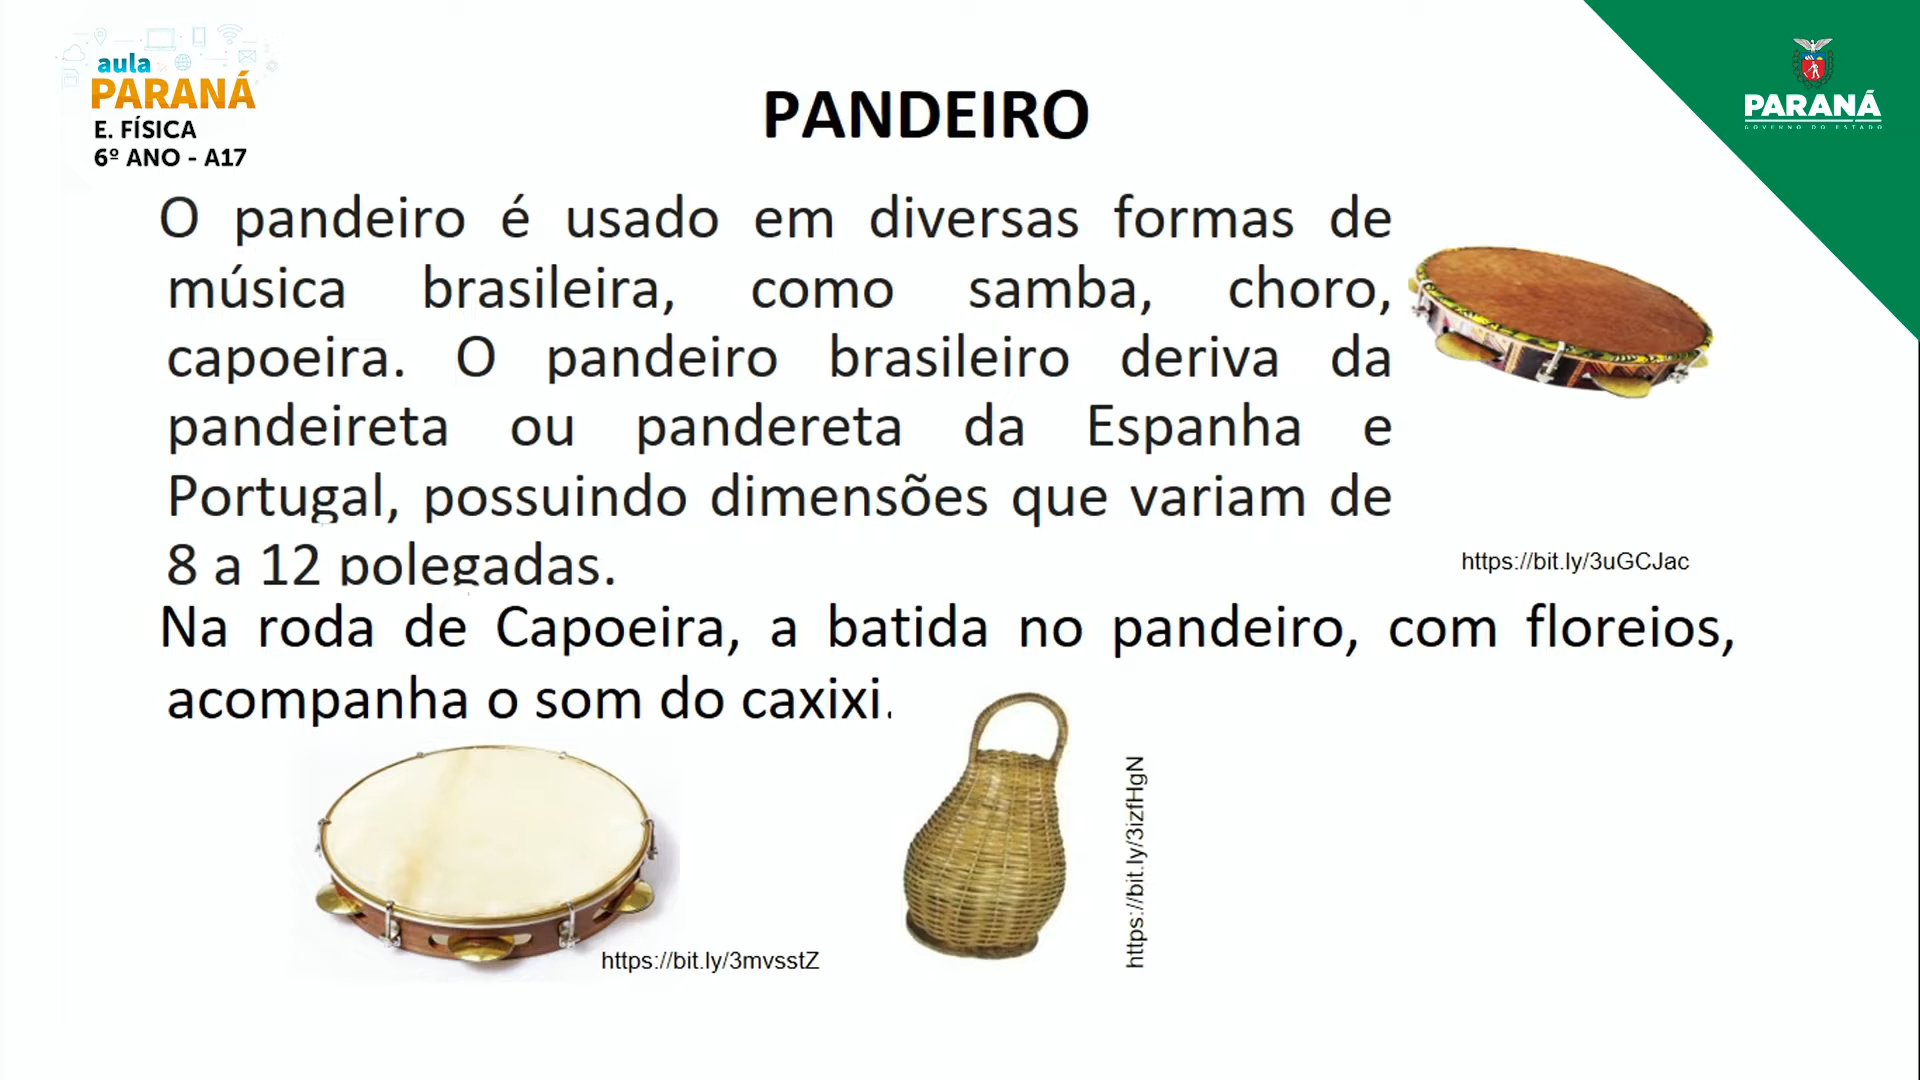 aula
PARANÁ
E. FÍSICA
6º ANO - A17
PARANÁ
GOVERNO DO ESTADO
PANDEIRO
O pandeiro é usado em diversas formas de
música brasileira, como samba, choro,
capoeira. O pandeiro brasileiro deriva da
pandeireta ou pandereta da Espanha e
Portugal, possuindo dimensões que variam de
8 a 12 polegadas.
https://bit.ly/3uGCJac
Na roda de Capoeira, a batida no pandeiro, com floreios,
acompanha o som do caxixi.
https://bit.ly/3mvsstZ
https://bit.ly/3izfHgN